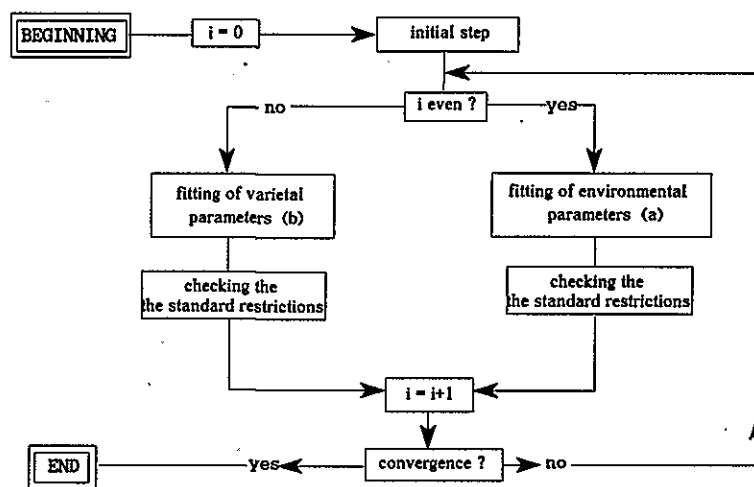 BEGINNING
i = 0
initial step
i even ?
no
yes
fitting of varietal
parameters (b)
fitting of environmental
parameters (a)
checking the
the standard restrictions
checking the
the standard restrictions
i = i+1
convergence ?
yes
no
END